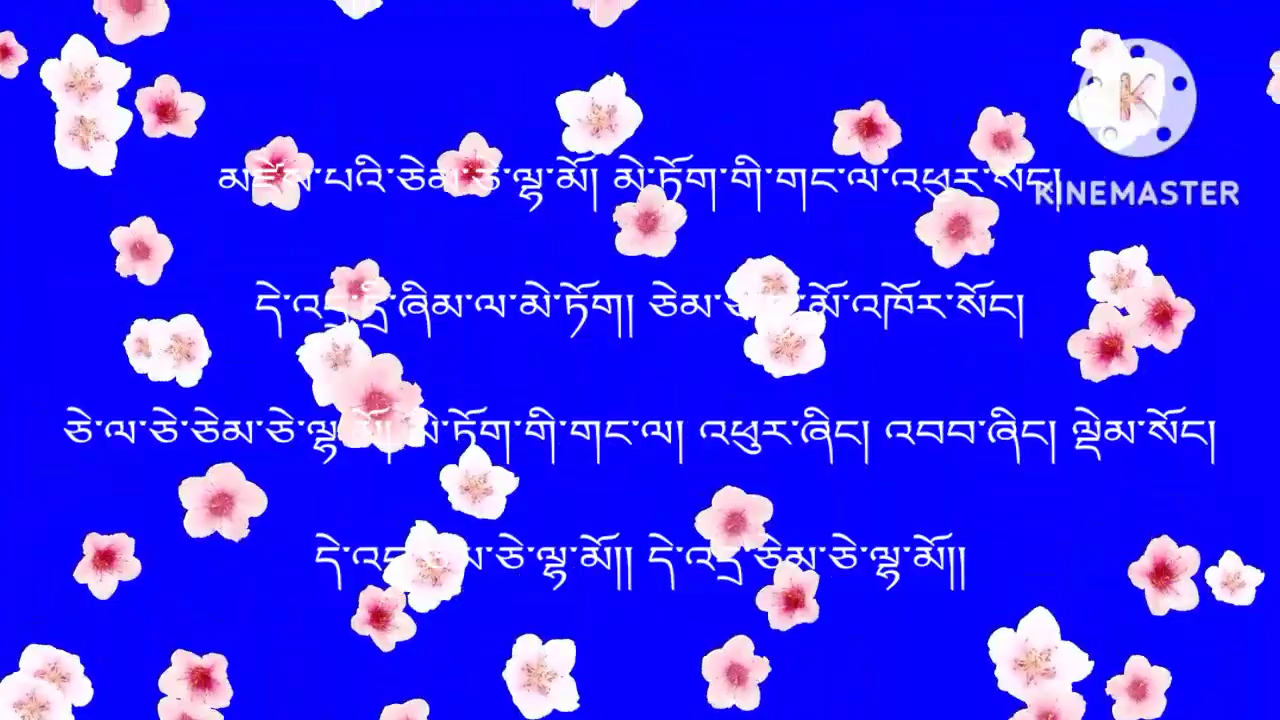 མཛེས་པའི་ཅེམ་ཅེ་ལྷ་མོ། མེ་ཏོག་གི་གང་ལ་འཕུར་སོང།
KINEMASTER
དེ་འདྲ་དྲི་ཞིམ་ལ་མེ་ཏོག།། ཅེམ་ཅེ་ལྷ་མོ་འཁོར་སོང།
ཅེ་ལ་ཅེ་ཅེམ་ཅེ་ལྷ་མོ། མེ་ཏོག་གི་གང་ལ། འཕུར་ཞིང། འབབ་ཞིང། ལྡེམ་སོང།
དེ་འདྲ་ཅེམ་ཅེ་ལྷ་མོ།། དེ་འདྲ་ཅེམ་ཅེ་ལྷ་མོ།།